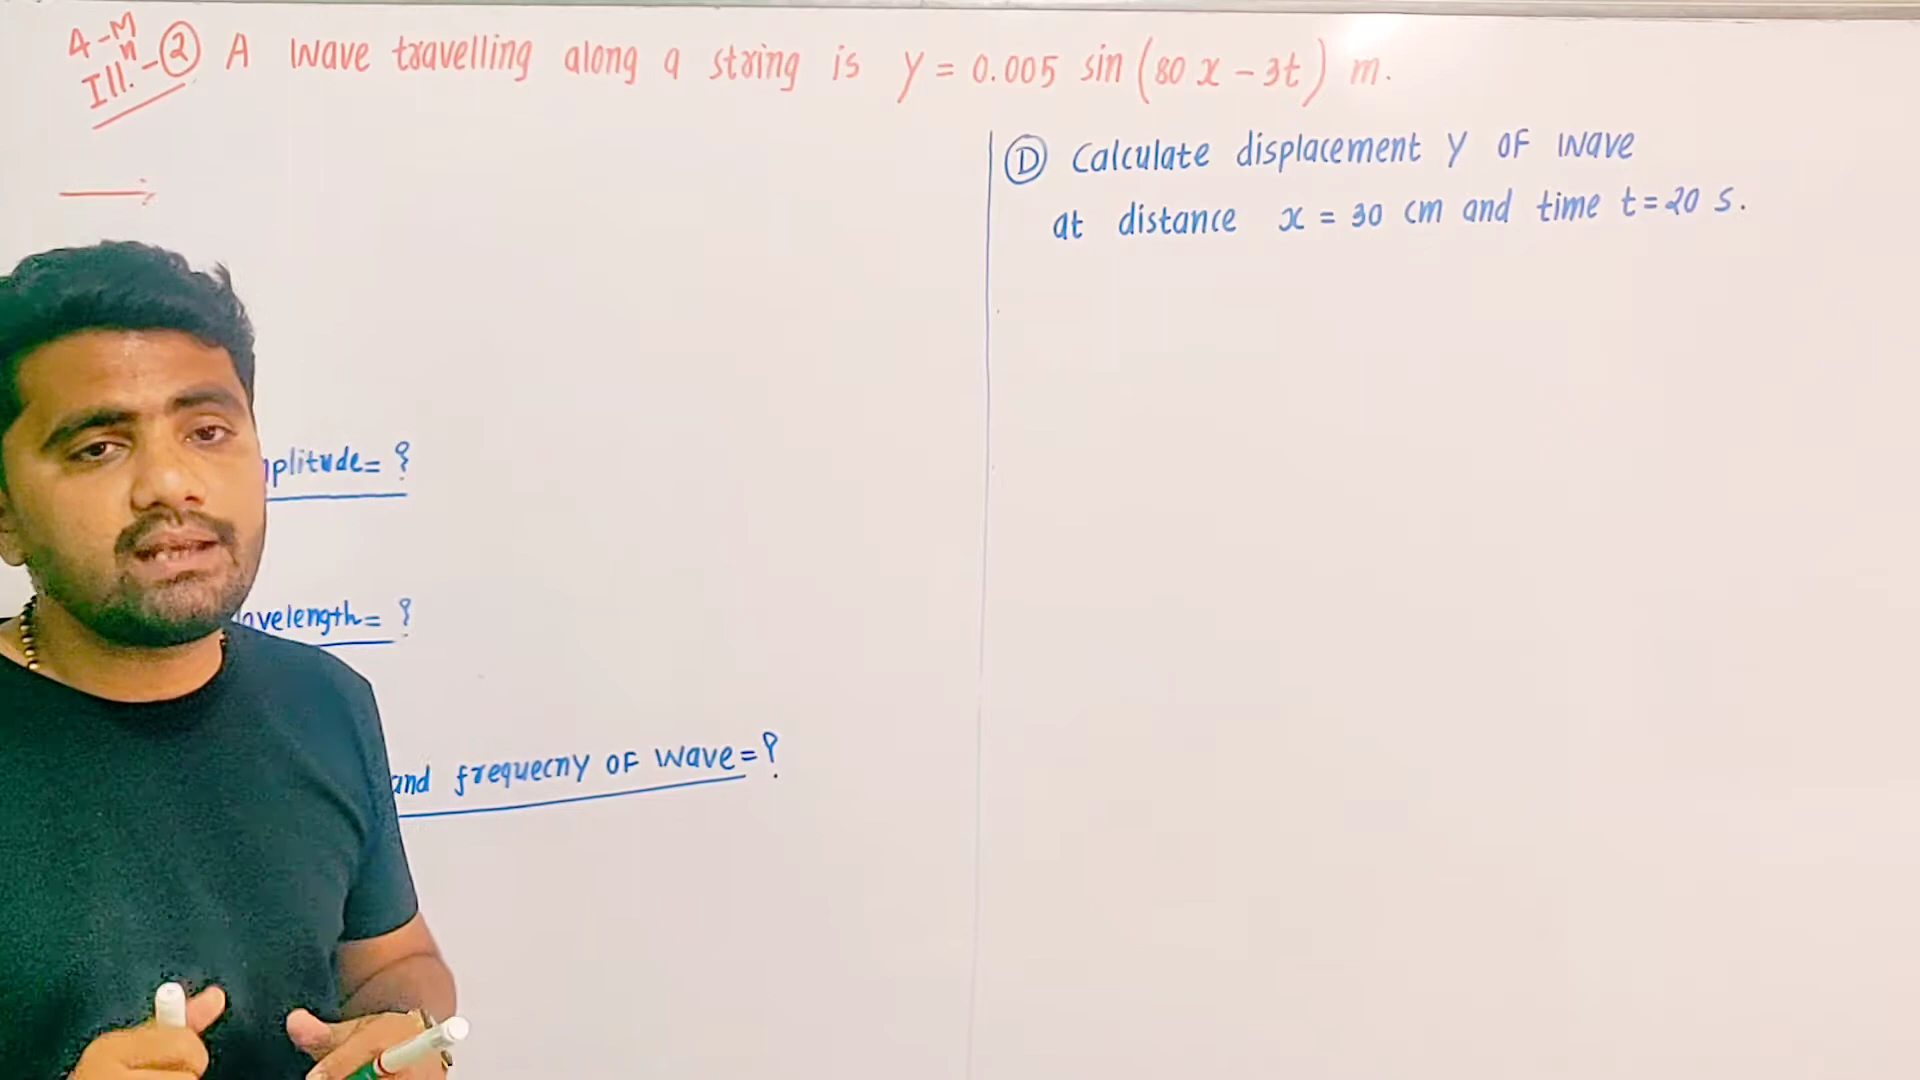 4-M
Illⁿ.-② A wave travelling along a string is y = 0.005 sin(80 x - 3t) m.
Ⓓ Calculate displacement y OF wave
at distance x = 30 cm and time t=20 s.
plitude= ?
avelength= ?
and frequecny OF wave=?